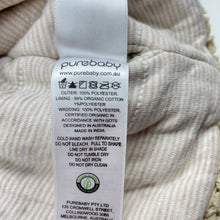 purebaby
www.purebaby.com.au
OUTER: 100% POLYESTER,
LINING: 96% ORGANIC COTTON
4%POLYESTER
WADDING: 100% POLYESTER.
CERTIFIED ORGANIC IN
ACCORDANCE WITH GOTS
DESIGNED IN AUSTRALIA
MADE IN INDIA
COLD HAND WASH SEPARATELY
DO NOT BLEACH, PULL TO SHAPE
LINE DRY IN SHADE
DO NOT TUMBLE DRY
DO NOT IRON
DO NOT DRY CLEAN
PUREBABY PTY LTD
135 CROMWELL STREET
COLLINGWOOD 3066
MELBOURNE